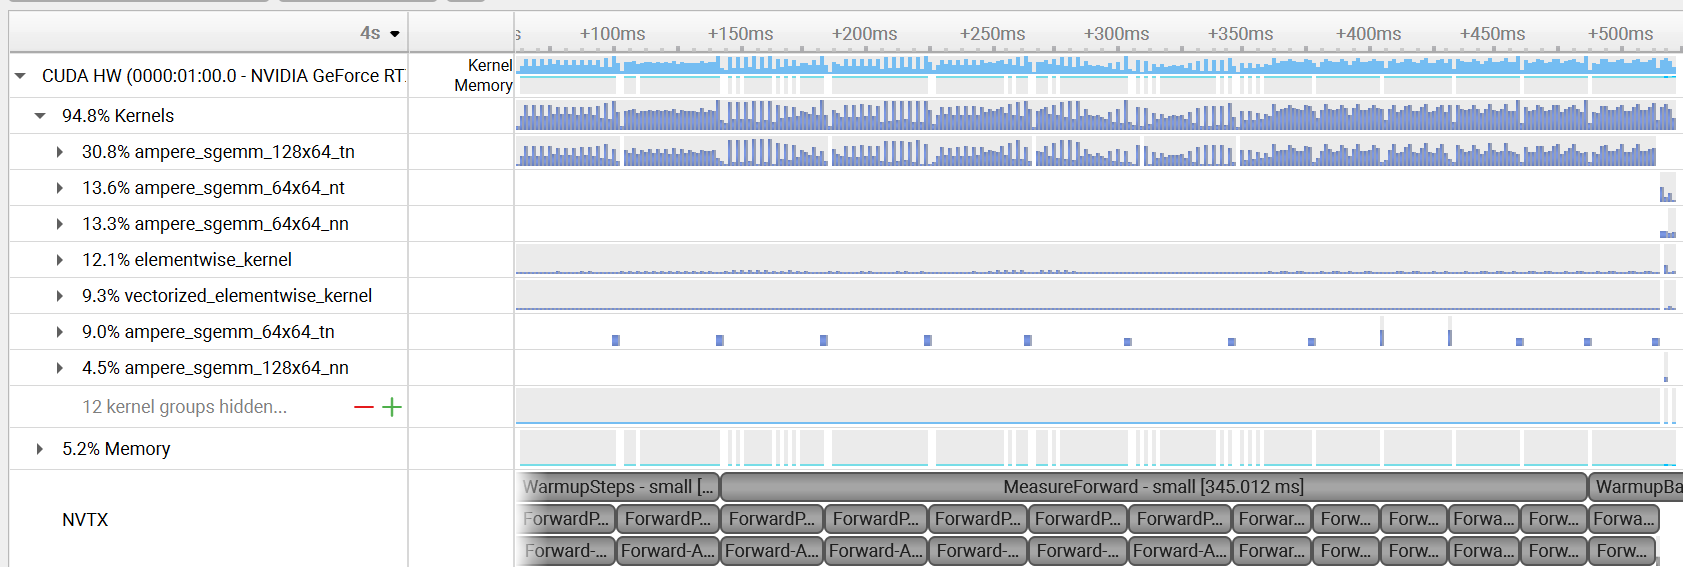 4s s +100ms +150ms +200ms +250ms +300ms +350ms +400ms +450ms +500ms
CUDA HW (0000:01:00.0 - NVIDIA GeForce RT Kernel
Memory
94.8% Kernels
30.8% ampere_sgemm_128x64_tn
13.6% ampere_sgemm_64x64_nt
13.3% ampere_sgemm_64x64_nn
12.1% elementwise_kernel
9.3% vectorized_elementwise_kernel
9.0% ampere_sgemm_64x64_tn
4.5% ampere_sgemm_128x64_nn
12 kernel groups hidden...
5.2% Memory
WarmupSteps - small [... MeasureForward - small [345.012 ms] WarmupBa
NVTX
ForwardP... ForwardP... ForwardP... ForwardP... ForwardP... ForwardP... ForwardP... Forwar... Forw... Forw... Forwa... Forw... Forwa...
Forward-... Forward-A... Forward-A... Forward-A... Forward-... Forward-... Forward-A... Forward... Forw... Forw... Forw... Forw... Forw...